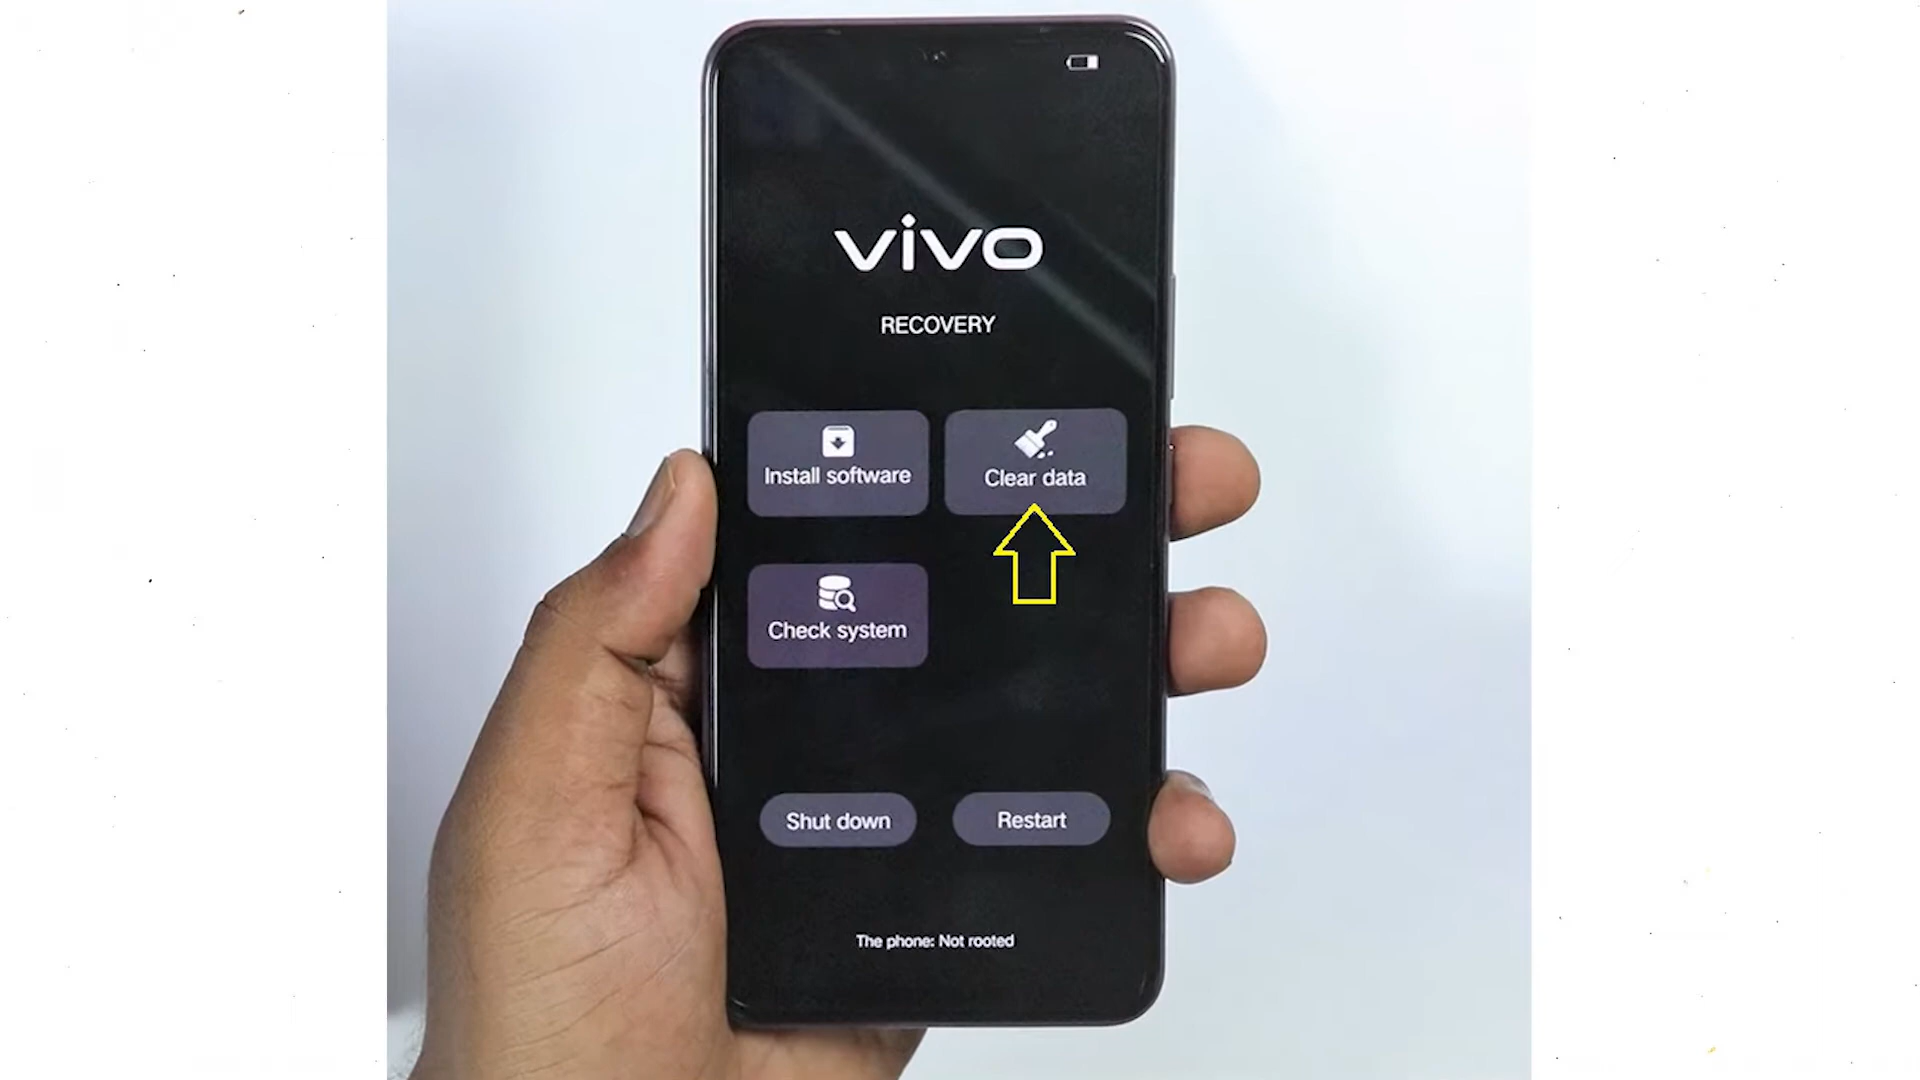 vivo
RECOVERY
Install software
Clear data
Check system
Shut down
Restart
The phone: Not rooted